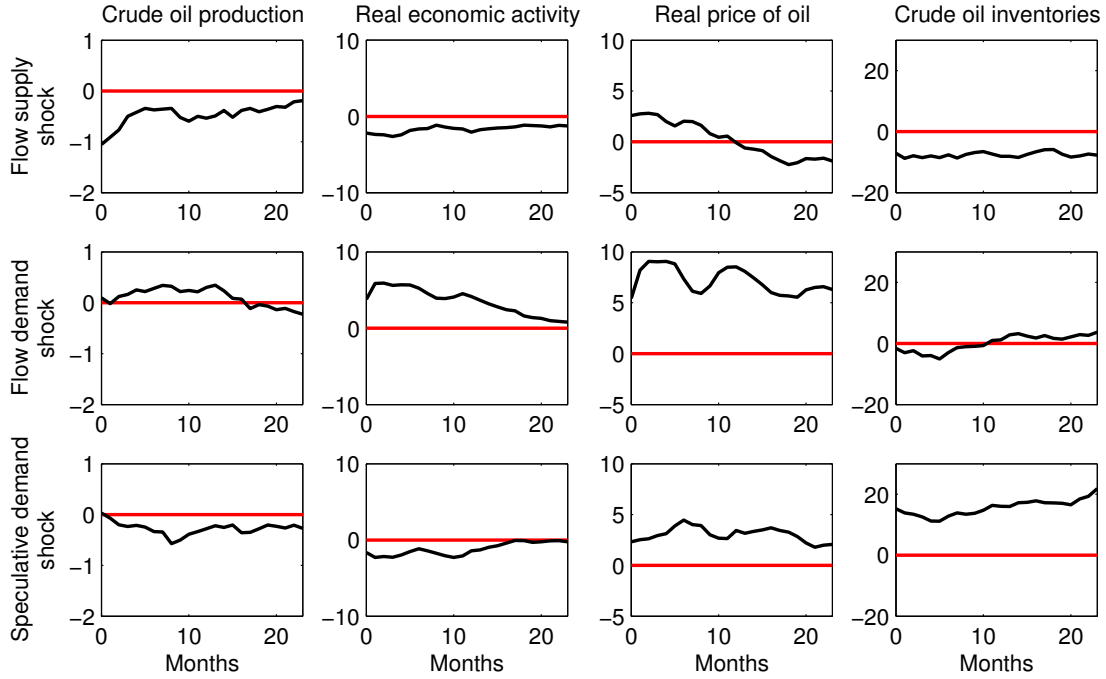 Crude oil production Real economic activity Real price of oil Crude oil inventories
Flow supply
shock
1 10 10
0 0 5 20
−1 0 0
−2 −10 −5 −20
0 10 20 0 10 20 0 10 20 0 10 20
Flow demand
shock
1 10 10
0 5 20
−1 0 0 0
−2 −10 −5 −20
0 10 20 0 10 20 0 10 20 0 10 20
Speculative demand
shock
1 10 10
0 0 5 20
−1 0 0
−2 −10 −5 −20
0 10 20 0 10 20 0 10 20 0 10 20
Months Months Months Months